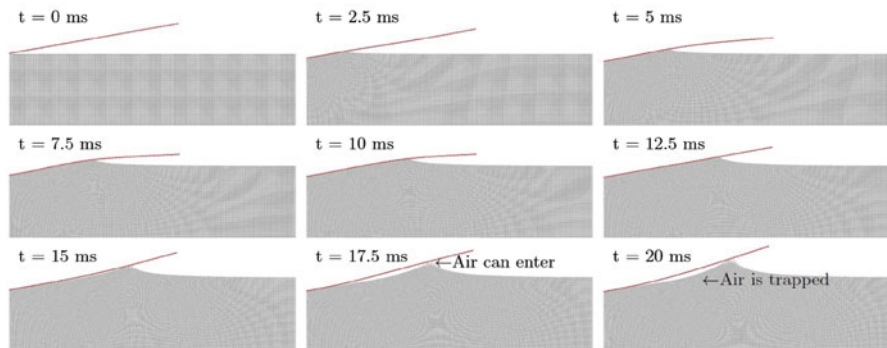 t = 0 ms
t = 2.5 ms
t = 5 ms
t = 7.5 ms
t = 10 ms
t = 12.5 ms
t = 15 ms
t = 17.5 ms
←Air can enter
t = 20 ms
←Air is trapped